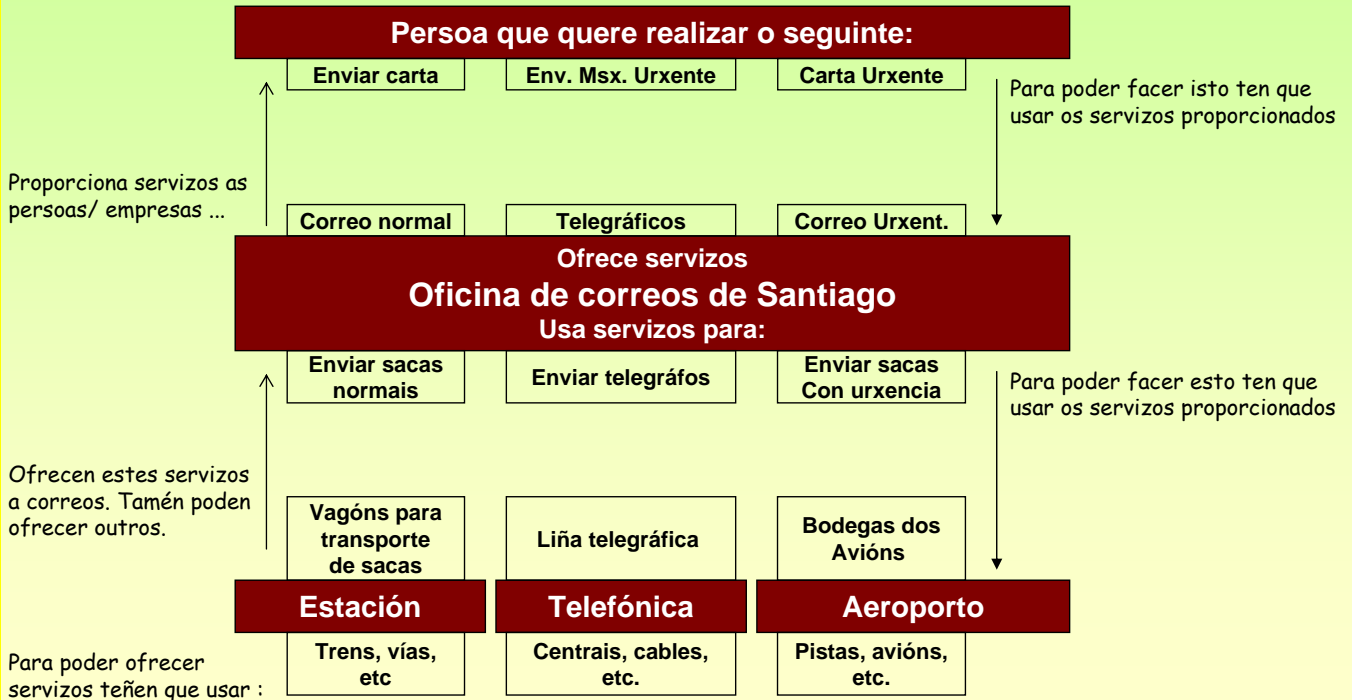 Persoa que quere realizar o seguinte:
Enviar carta
Env. Msx. Urxente
Carta Urxente
Para poder facer isto ten que
usar os servizos proporcionados
Proporciona servizos as
persoas/ empresas ...
Correo normal
Telegráficos
Correo Urxent.
Ofrece servizos
Oficina de correos de Santiago
Usa servizos para:
Enviar sacas
normais
Enviar telegráfos
Enviar sacas
Con urxencia
Para poder facer esto ten que
usar os servizos proporcionados
Ofrecen estes servizos
a correos. Tamén poden
ofrecer outros.
Vagóns para
transporte
de sacas
Liña telegráfica
Bodegas dos
Avións
Estación
Telefónica
Aeroporto
Para poder ofrecer
servizos teñen que usar :
Trens, vías,
etc
Centrais, cables,
etc.
Pistas, avións,
etc.